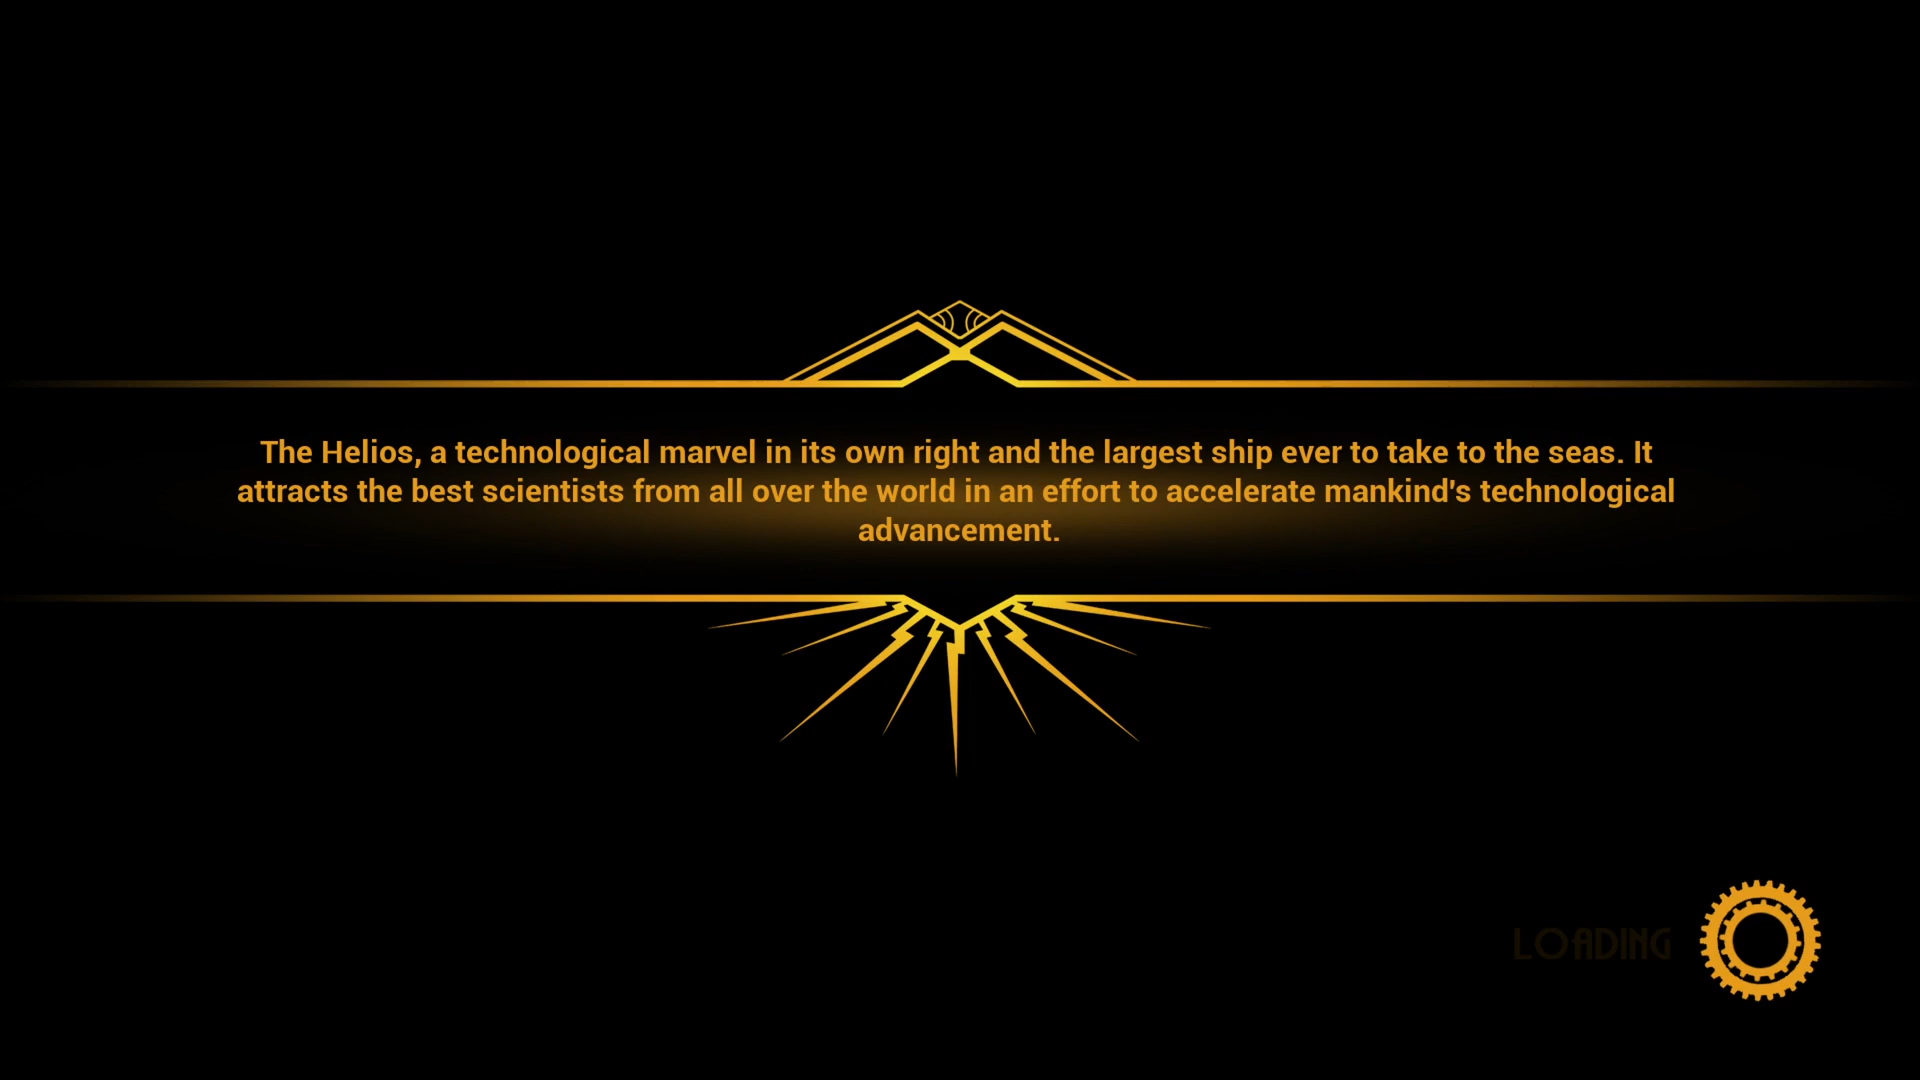 The Helios, a technological marvel in its own right and the largest ship ever to take to the seas. It
attracts the best scientists from all over the world in an effort to accelerate mankind's technological
advancement.
LOADING